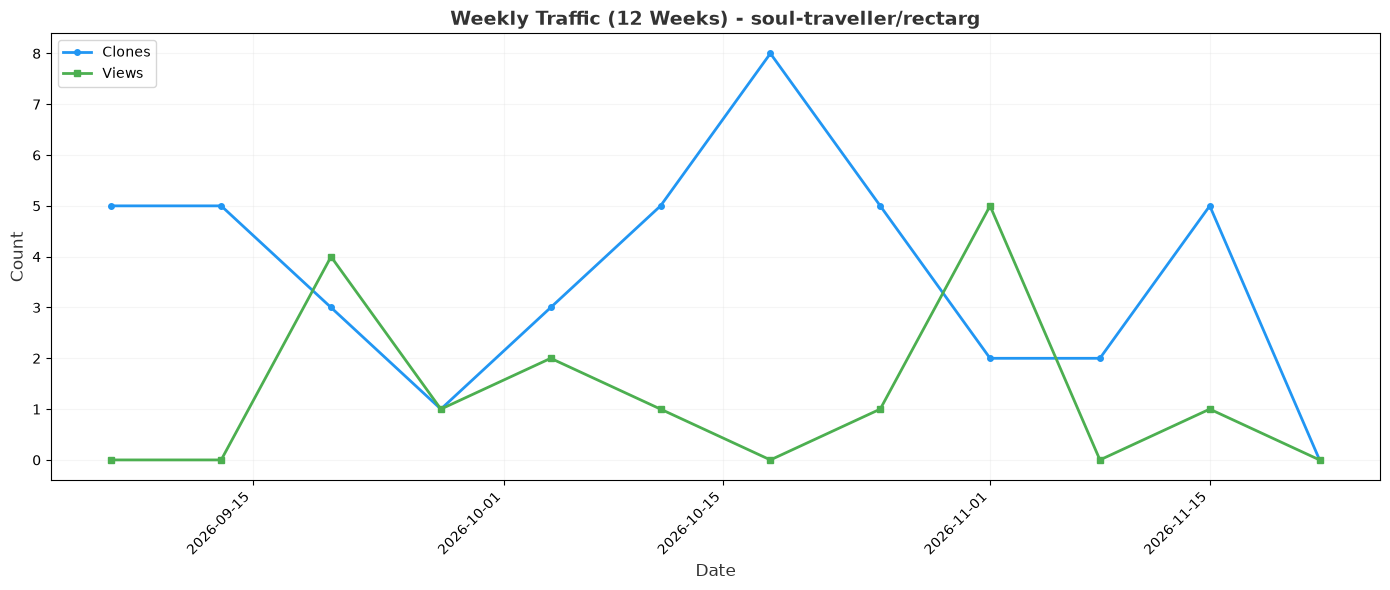 Weekly Traffic (12 Weeks) - soul-traveller/rectarg
Clones
Views
Count
8
7
6
5
4
3
2
1
0
2026-09-15
2026-10-01
2026-10-15
2026-11-01
2026-11-15
Date